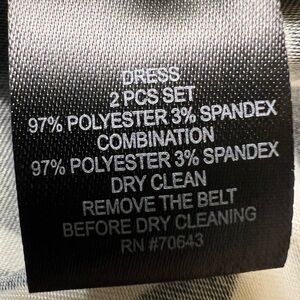 DRESS
2 PCS SET
97% POLYESTER 3% SPANDEX
COMBINATION
97% POLYESTER 3% SPANDEX
DRY CLEAN
REMOVE THE BELT
BEFORE DRY CLEANING
RN #70643